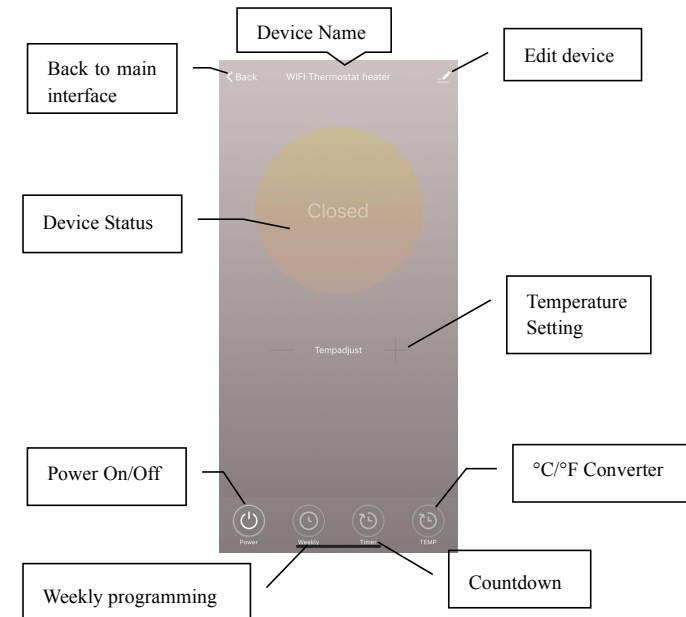 Device Name
Edit device
Back to main
interface
Back
WIFI Thermostat heater
Closed
Device Status
Temperature
Setting
Tempadjust
Power On/Off
°C/°F Converter
Power
Weekly
Timer
TEMP
Weekly programming
Countdown